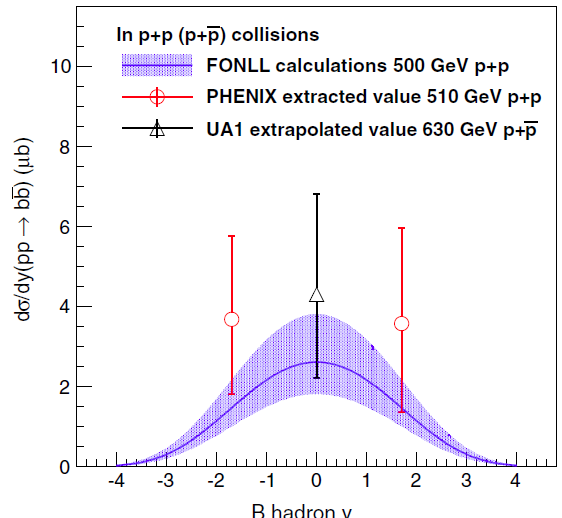 In p+p (p+p̅) collisions
FONLL calculations 500 GeV p+p
PHENIX extracted value 510 GeV p+p
UA1 extrapolated value 630 GeV p+p̅
dσ/dy(pp → bb̅) (μb)
10
8
6
4
2
0
-4 -3 -2 -1 0 1 2 3 4
B hadron y